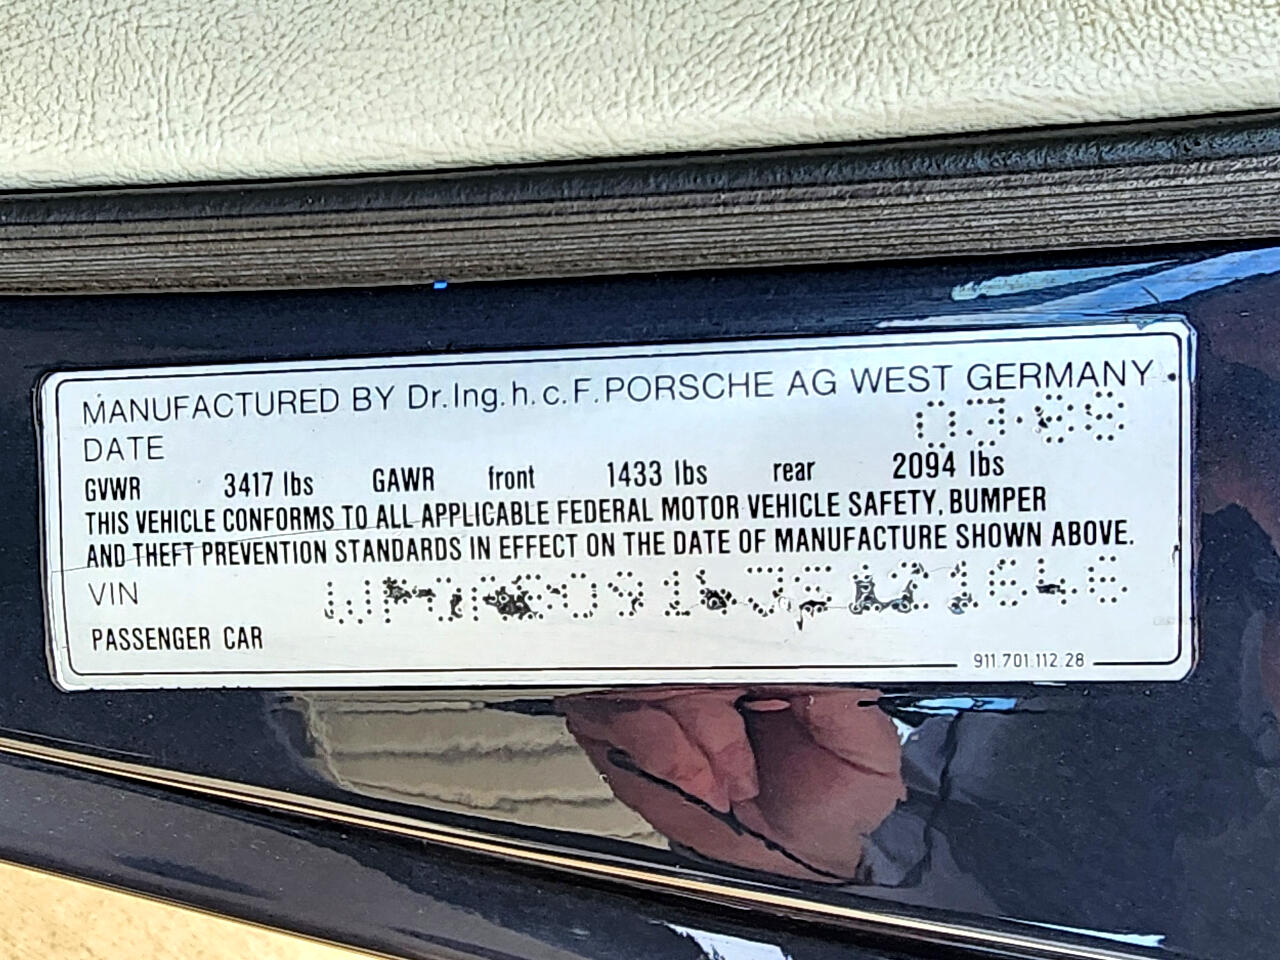 MANUFACTURED BY Dr.Ing.h.c.F.PORSCHE AG WEST GERMANY
DATE
GVWR 3417 lbs GAWR front 1433 lbs rear 2094 lbs
THIS VEHICLE CONFORMS TO ALL APPLICABLE FEDERAL MOTOR VEHICLE SAFETY, BUMPER
AND THEFT PREVENTION STANDARDS IN EFFECT ON THE DATE OF MANUFACTURE SHOWN ABOVE.
VIN
PASSENGER CAR
911.701.112.28